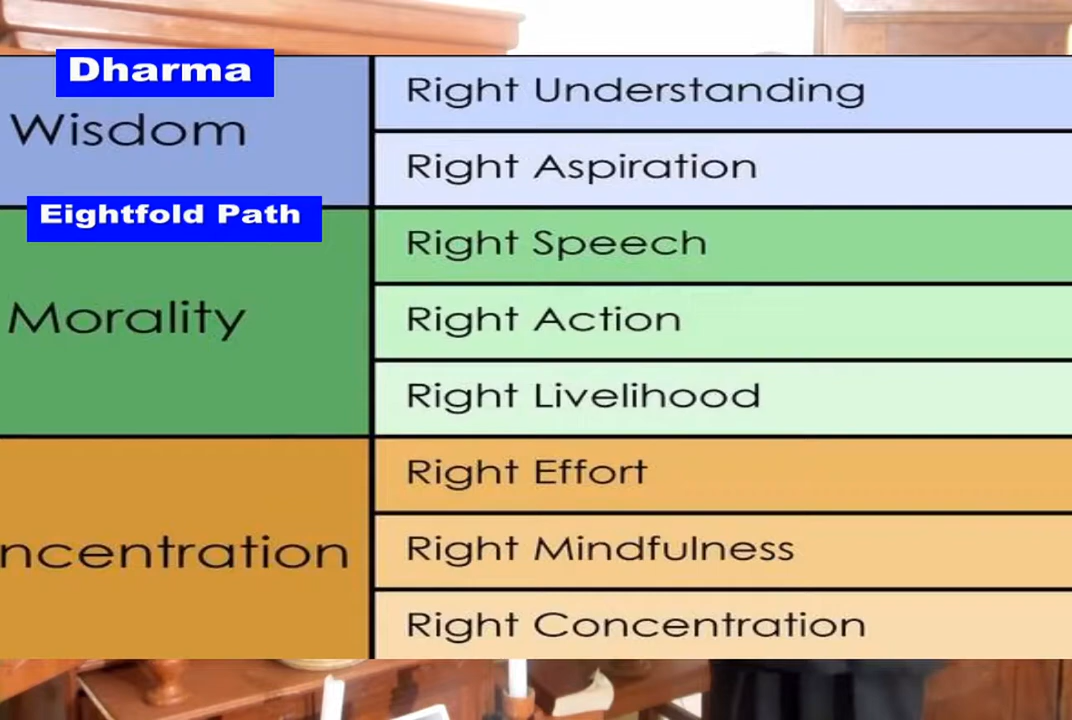 Dharma
Wisdom
Right Understanding
Right Aspiration
Eightfold Path
Morality
Right Speech
Right Action
Right Livelihood
ncentration
Right Effort
Right Mindfulness
Right Concentration